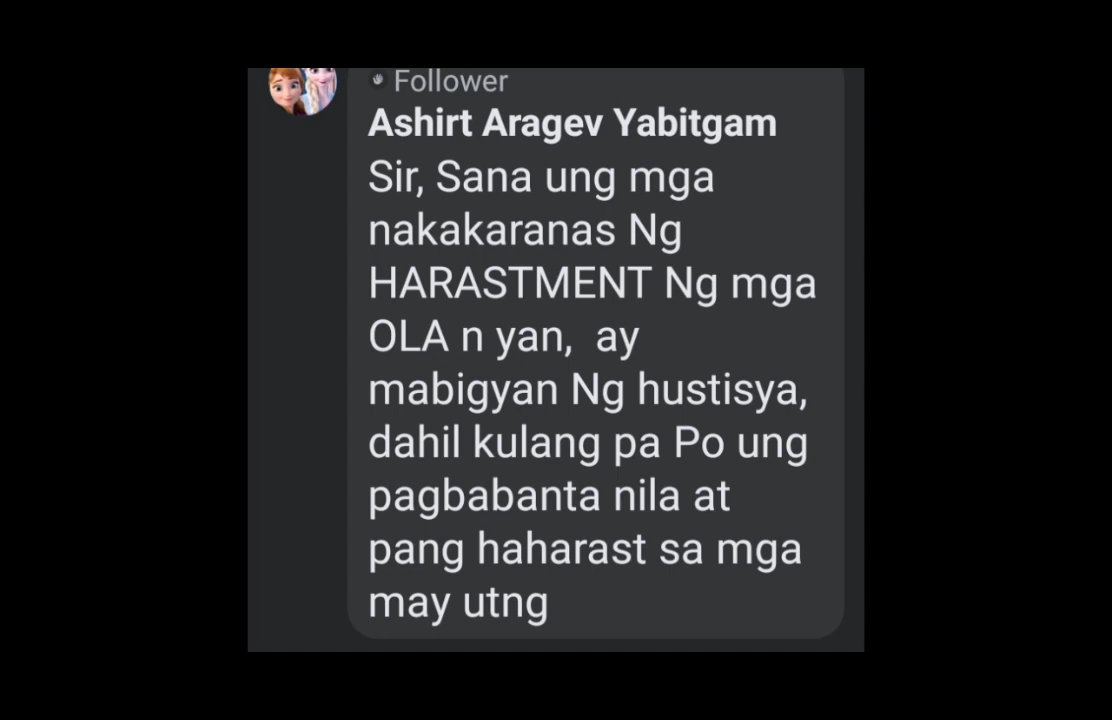 Follower
Ashirt Aragev Yabitgam
Sir, Sana ung mga
nakakaranas Ng
HARASTMENT Ng mga
OLA n yan, ay
mabigyan Ng hustisya,
dahil kulang pa Po ung
pagbabanta nila at
pang haharast sa mga
may utng